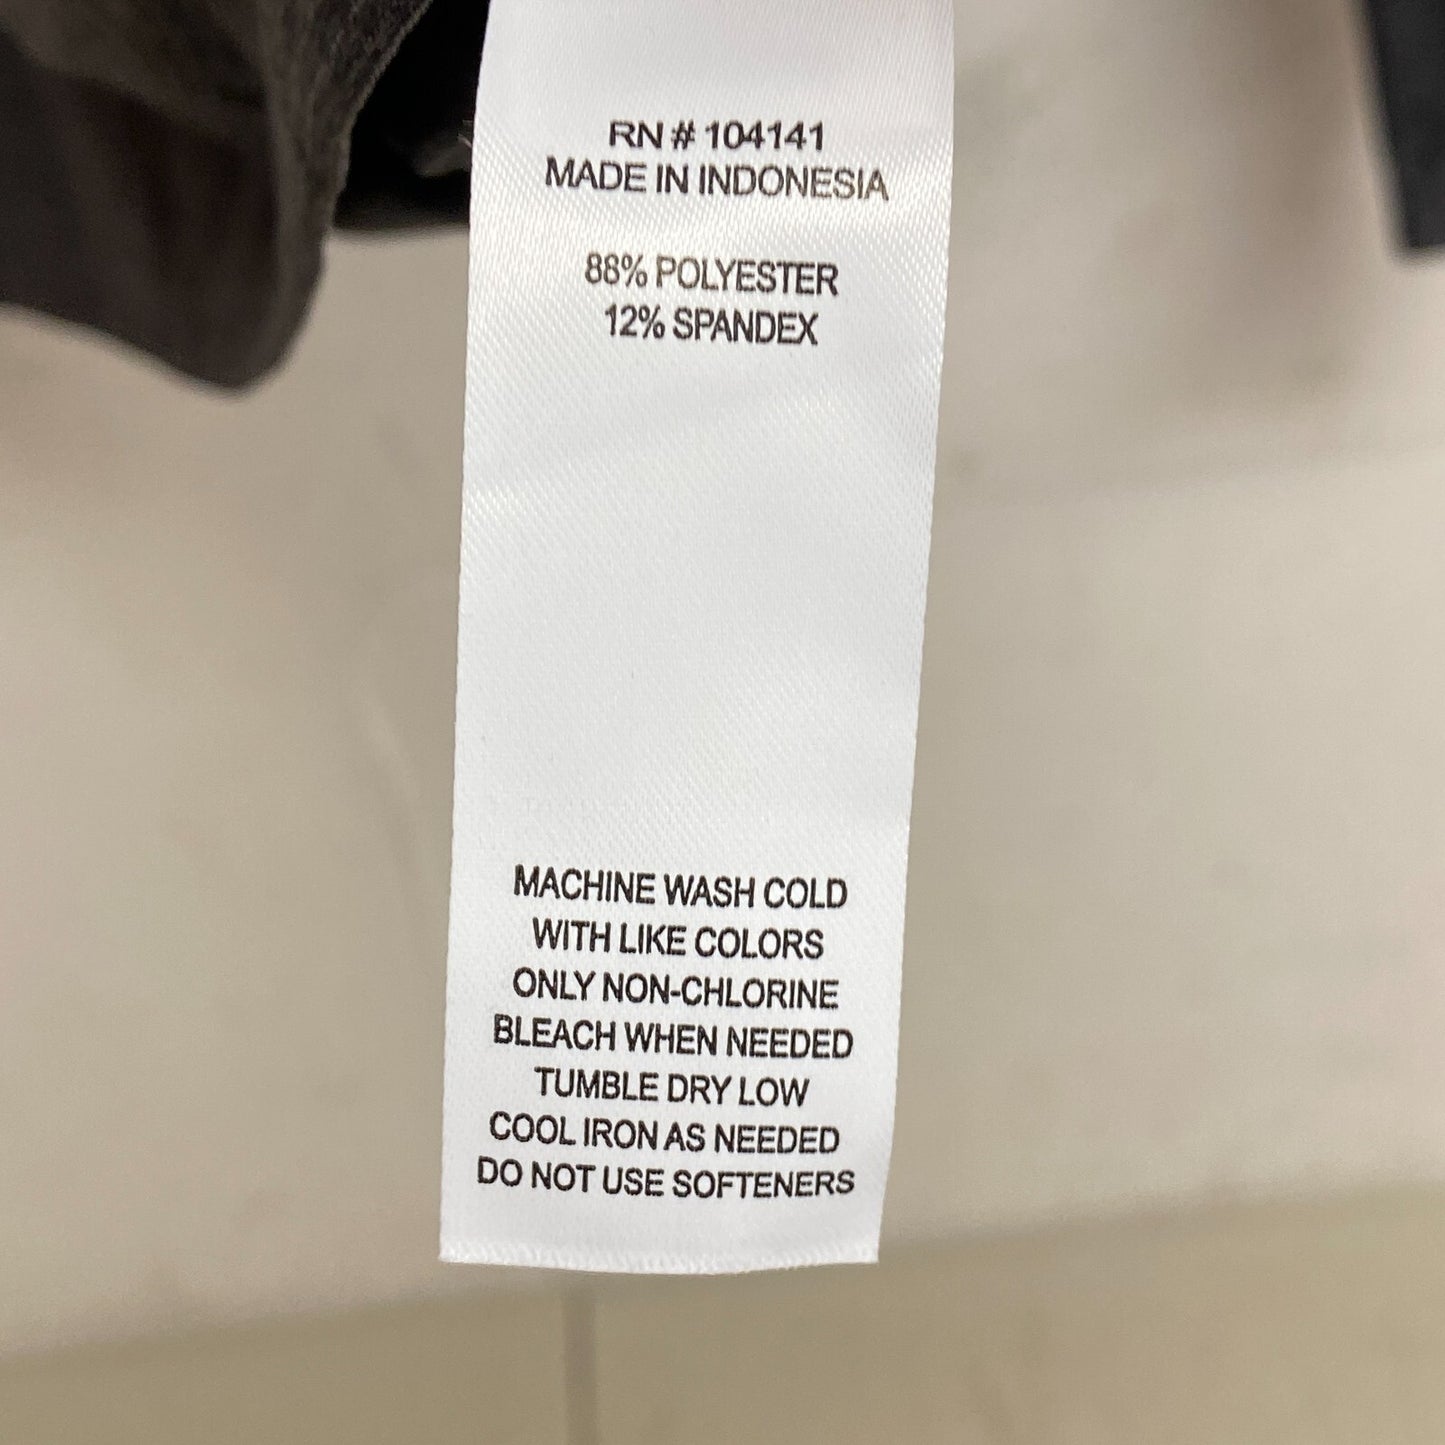 RN # 104141
MADE IN INDONESIA
88% POLYESTER
12% SPANDEX
MACHINE WASH COLD
WITH LIKE COLORS
ONLY NON-CHLORINE
BLEACH WHEN NEEDED
TUMBLE DRY LOW
COOL IRON AS NEEDED
DO NOT USE SOFTENERS